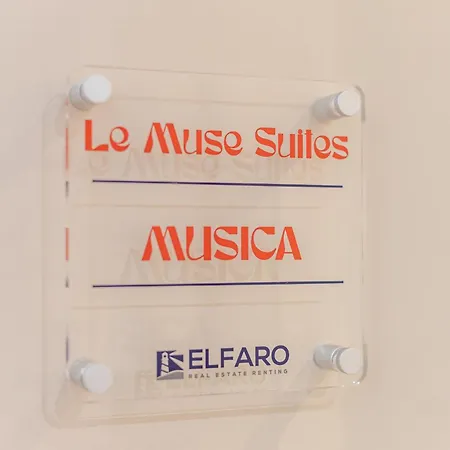 Le Muse Suites
MUSICA
ELFARO
REAL ESTATE RENTING